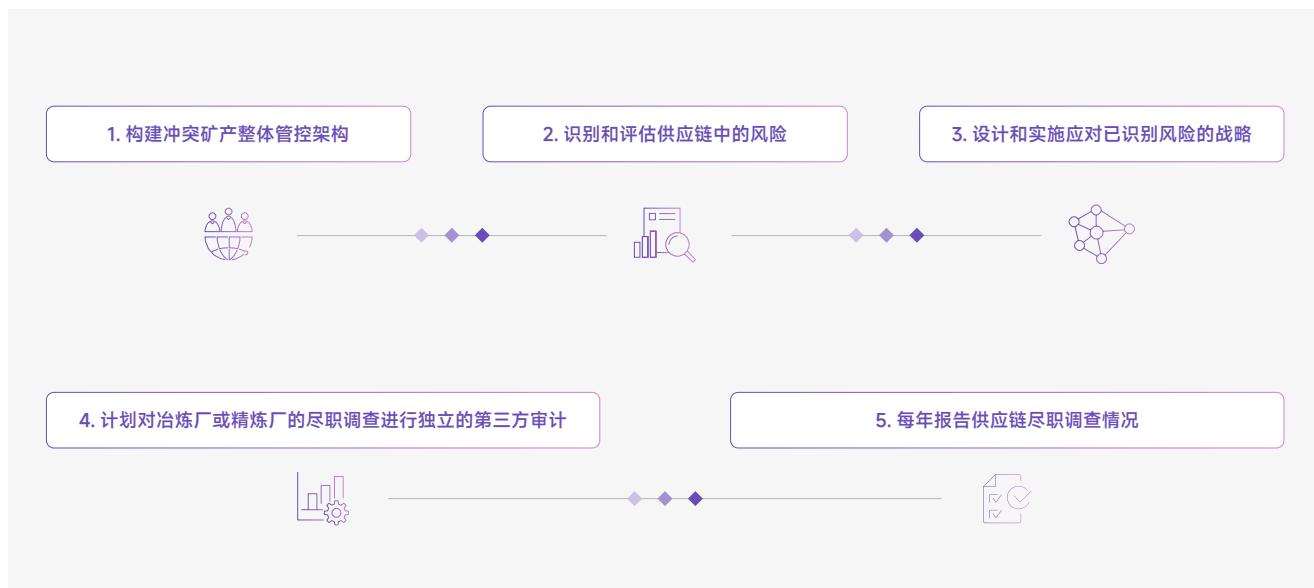 1. 构建冲突矿产整体管控架构
2. 识别和评估供应链中的风险
3. 设计和实施应对已识别风险的战略
4. 计划对冶炼厂或精炼厂的尽职调查进行独立的第三方审计
5. 每年报告供应链尽职调查情况